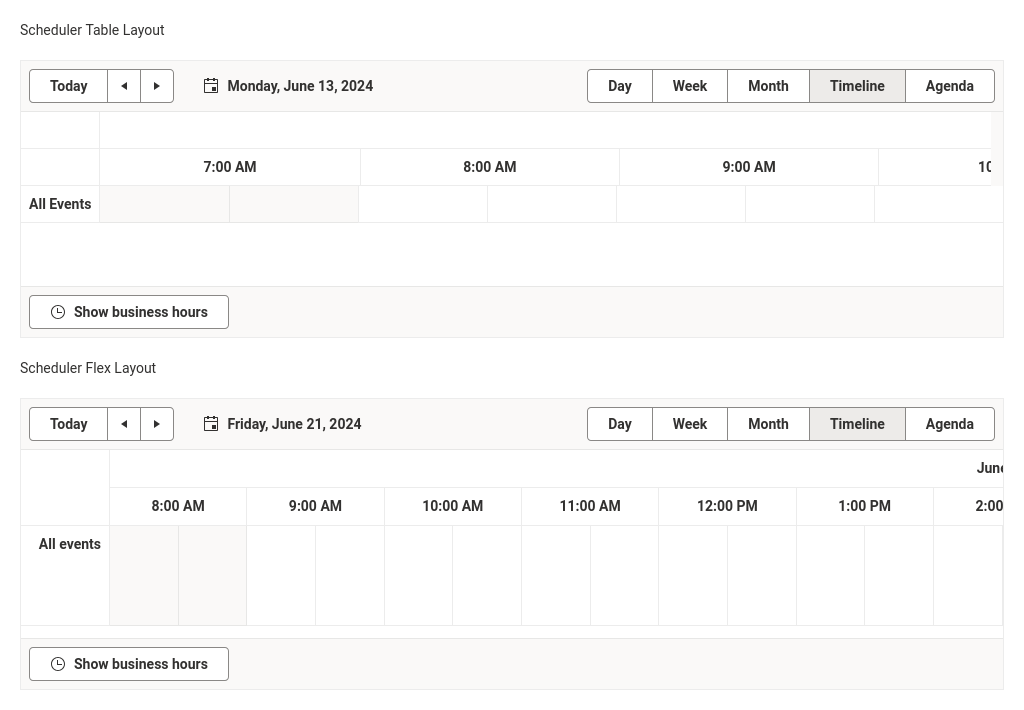 Scheduler Table Layout
Today Monday, June 13, 2024 Day Week Month Timeline Agenda
7:00 AM 8:00 AM 9:00 AM 10
All Events
Show business hours
Scheduler Flex Layout
Today Friday, June 21, 2024 Day Week Month Timeline Agenda
June
8:00 AM 9:00 AM 10:00 AM 11:00 AM 12:00 PM 1:00 PM 2:00
All events
Show business hours